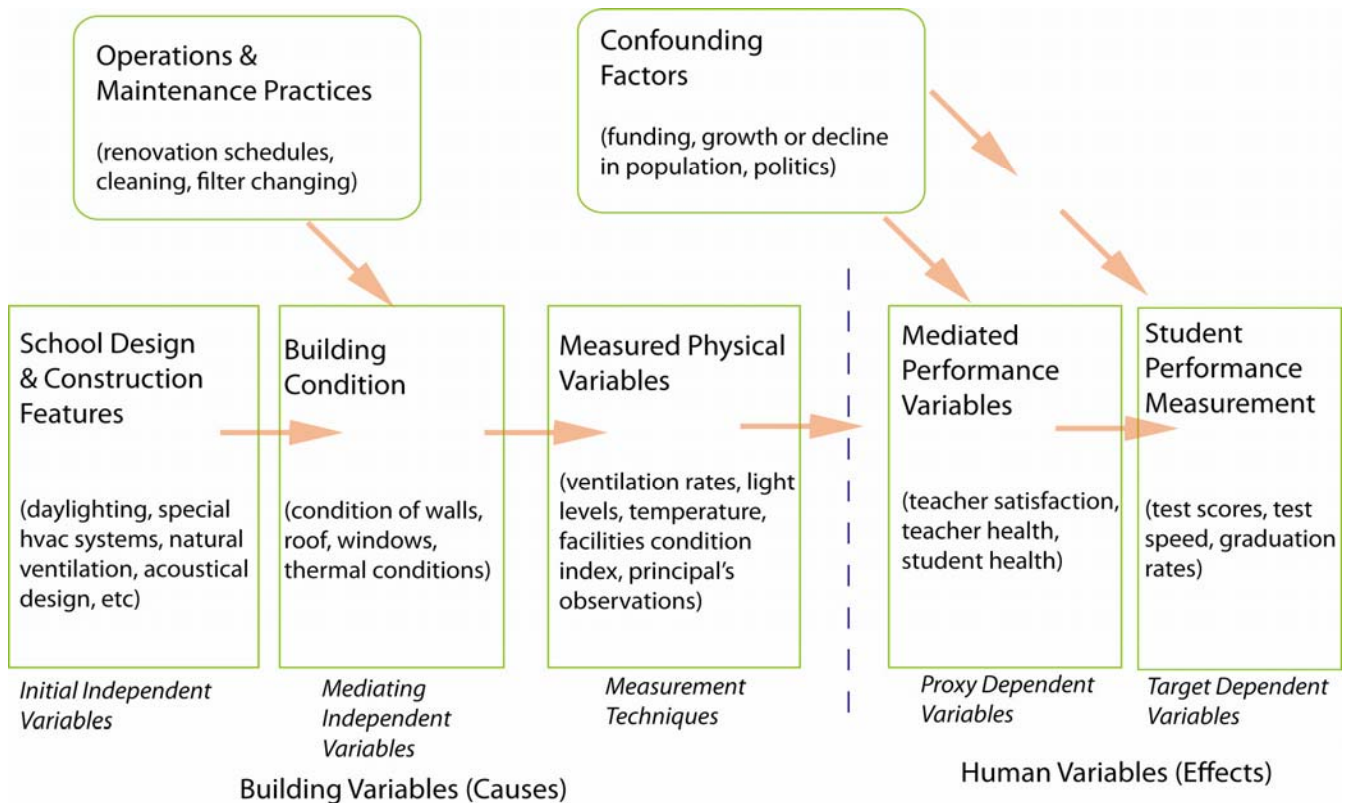 Operations &
Maintenance Practices
(renovation schedules,
cleaning, filter changing)
Confounding
Factors
(funding, growth or decline
in population, politics)
School Design
& Construction
Features
(daylighting, special
hvac systems, natural
ventilation, acoustical
design, etc)
Initial Independent
Variables
Building
Condition
(condition of walls,
roof, windows,
thermal conditions)
Mediating
Independent
Variables
Measured Physical
Variables
(ventilation rates, light
levels, temperature,
facilities condition
index, principal's
observations)
Measurement
Techniques
Building Variables (Causes)
Mediated
Performance
Variables
(teacher satisfaction,
teacher health,
student health)
Proxy Dependent
Variables
Student
Performance
Measurement
(test scores, test
speed, graduation
rates)
Target Dependent
Variables
Human Variables (Effects)